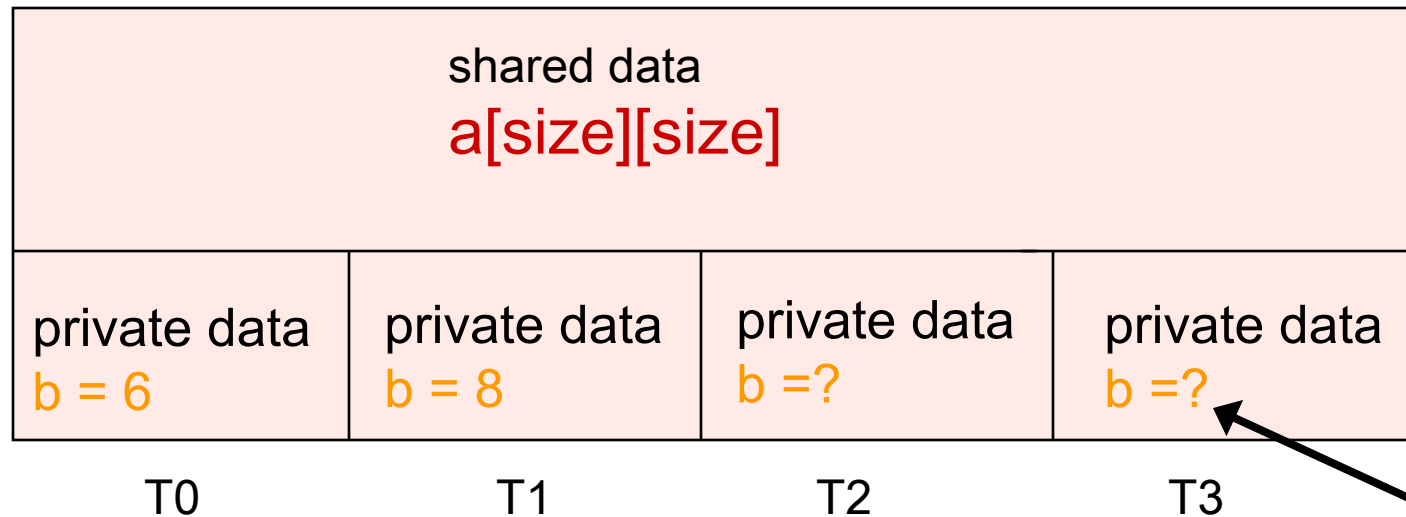 shared data
a[size][size]
private data
b = 6
private data
b = 8
private data
b =?
private data
b =?
T0
T1
T2
T3